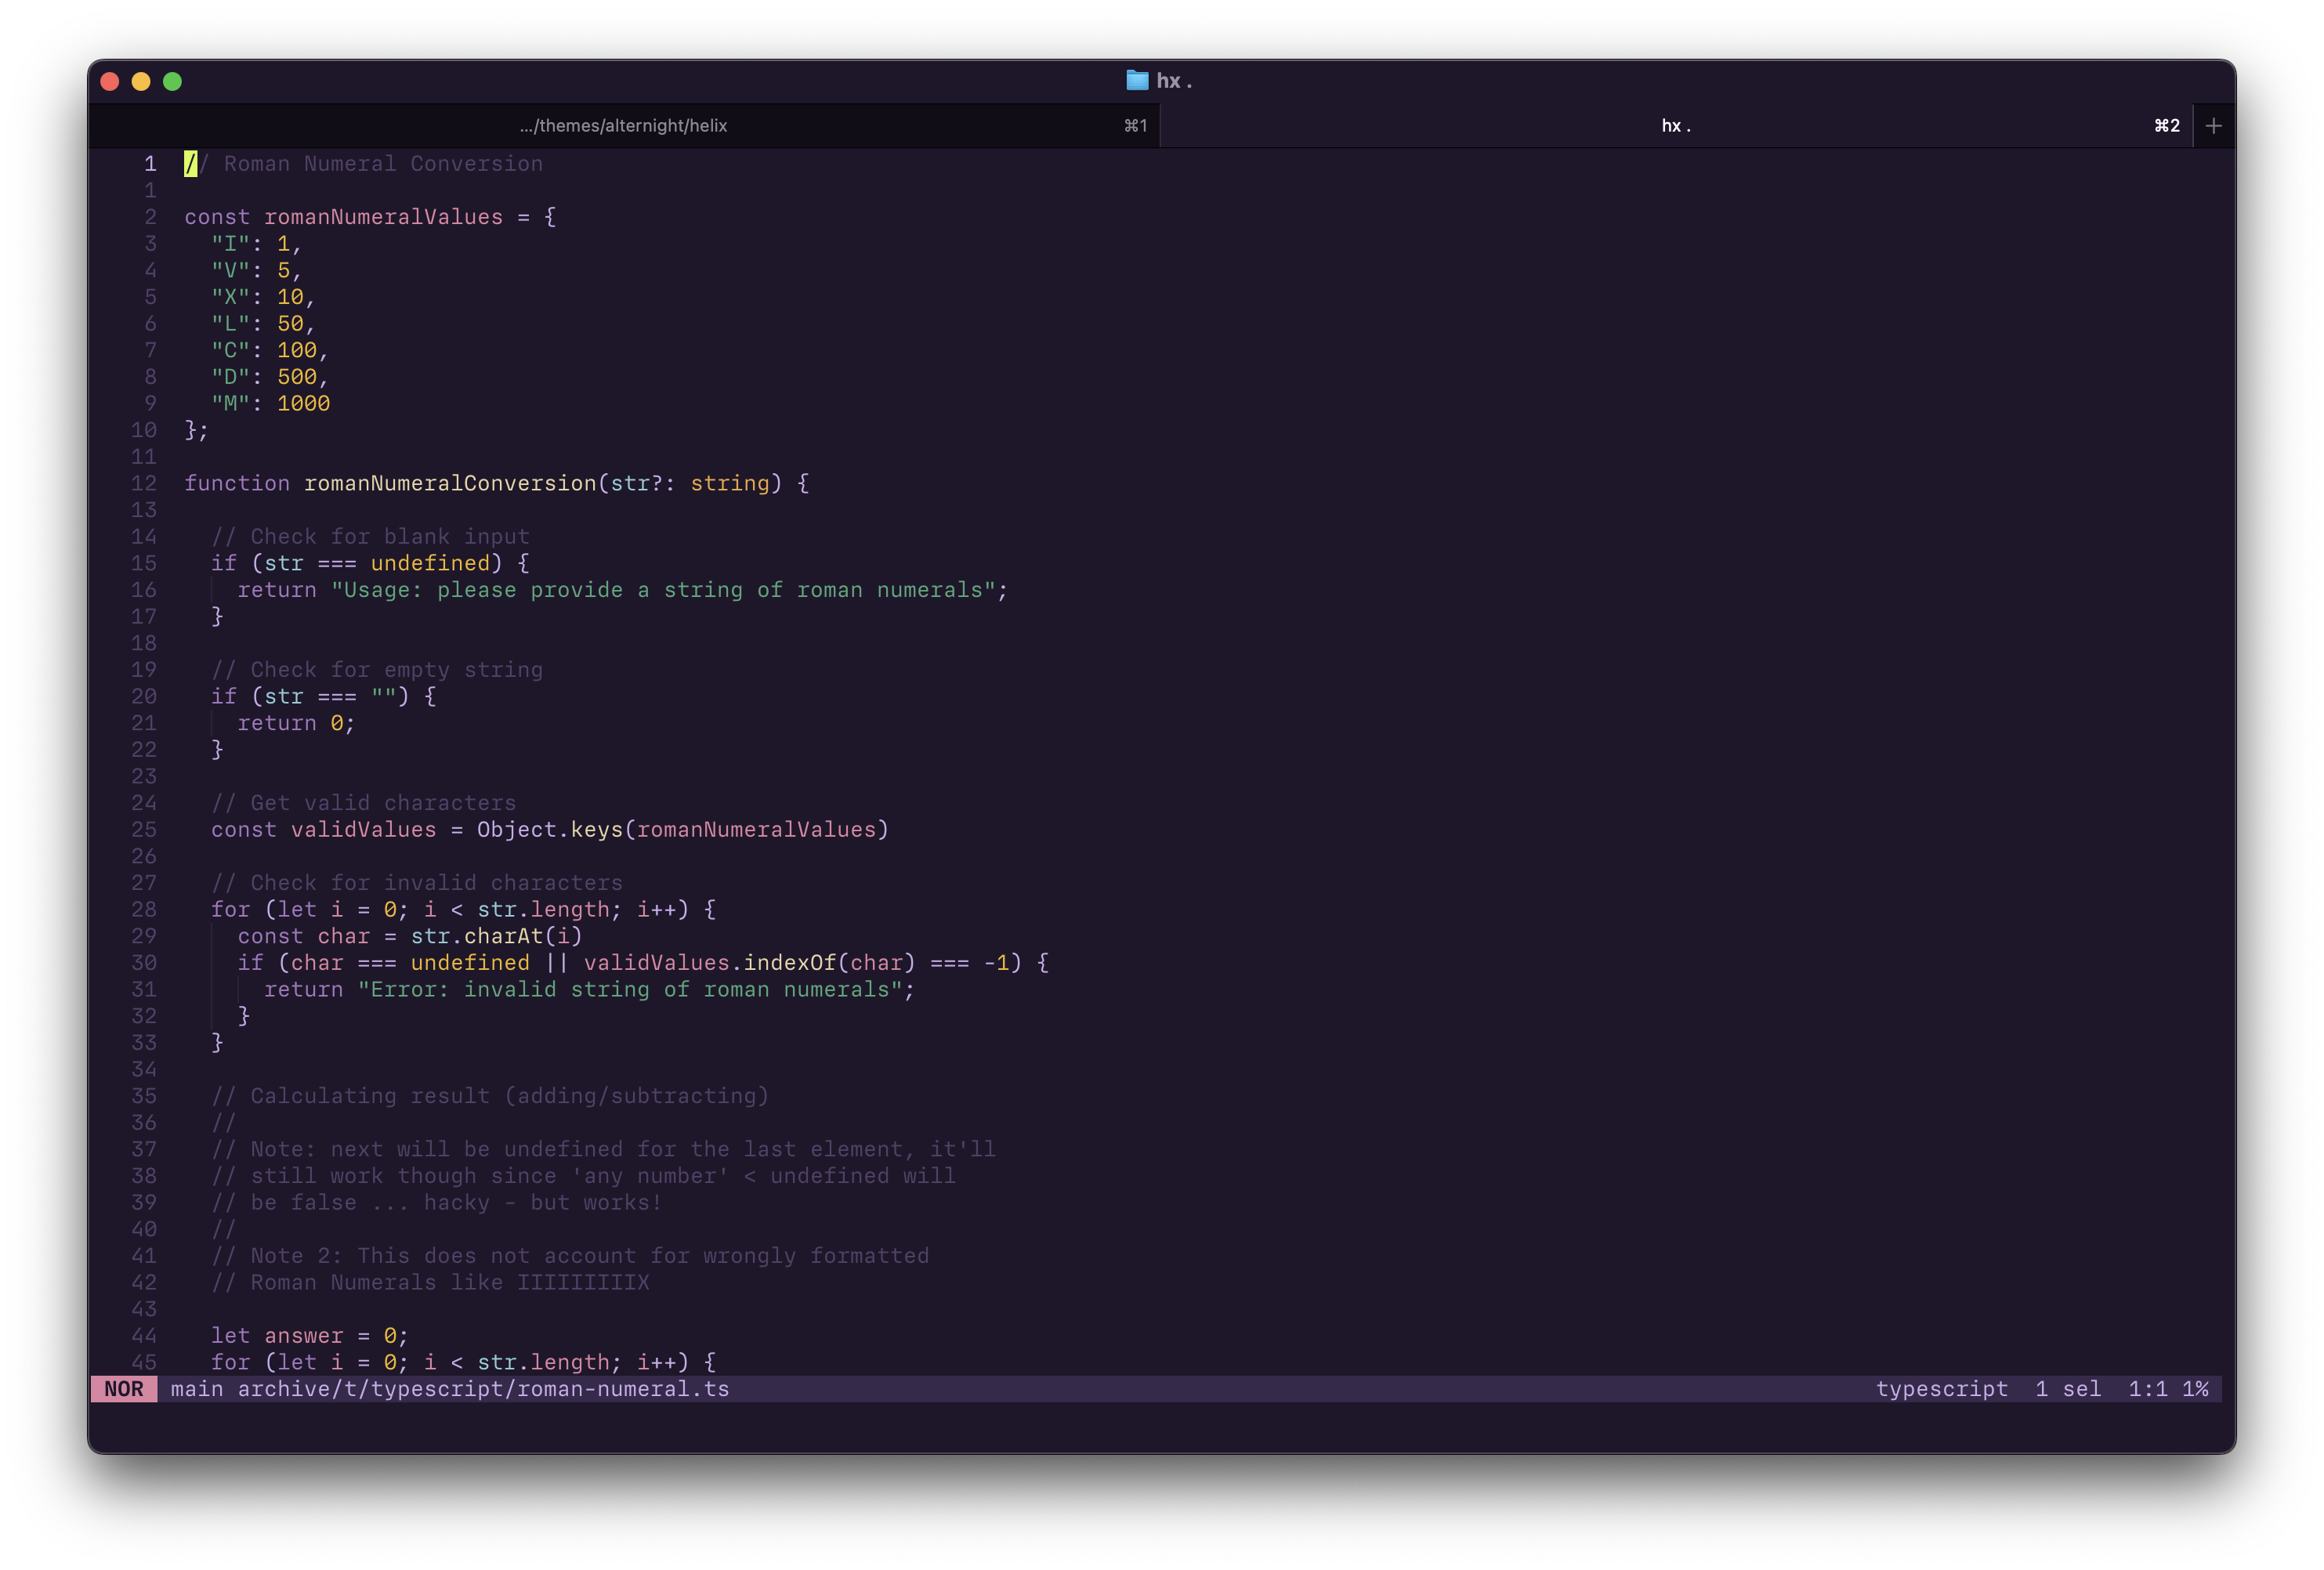 hx .
.../themes/alternight/helix ⌘1 hx . ⌘2 +
1 // Roman Numeral Conversion
1
2 const romanNumeralValues = {
3   "I": 1,
4   "V": 5,
5   "X": 10,
6   "L": 50,
7   "C": 100,
8   "D": 500,
9   "M": 1000
10 };
11
12 function romanNumeralConversion(str?: string) {
13
14   // Check for blank input
15   if (str === undefined) {
16     return "Usage: please provide a string of roman numerals";
17   }
18
19   // Check for empty string
20   if (str === "") {
21     return 0;
22   }
23
24   // Get valid characters
25   const validValues = Object.keys(romanNumeralValues)
26
27   // Check for invalid characters
28   for (let i = 0; i < str.length; i++) {
29     const char = str.charAt(i)
30     if (char === undefined || validValues.indexOf(char) === -1) {
31       return "Error: invalid string of roman numerals";
32     }
33   }
34
35   // Calculating result (adding/subtracting)
36   //
37   // Note: next will be undefined for the last element, it'll
38   // still work though since 'any number' < undefined will
39   // be false ... hacky - but works!
40   //
41   // Note 2: This does not account for wrongly formatted
42   // Roman Numerals like IIIIIIIIIX
43
44   let answer = 0;
45   for (let i = 0; i < str.length; i++) {
NOR main archive/t/typescript/roman-numeral.ts typescript 1 sel 1:1 1%